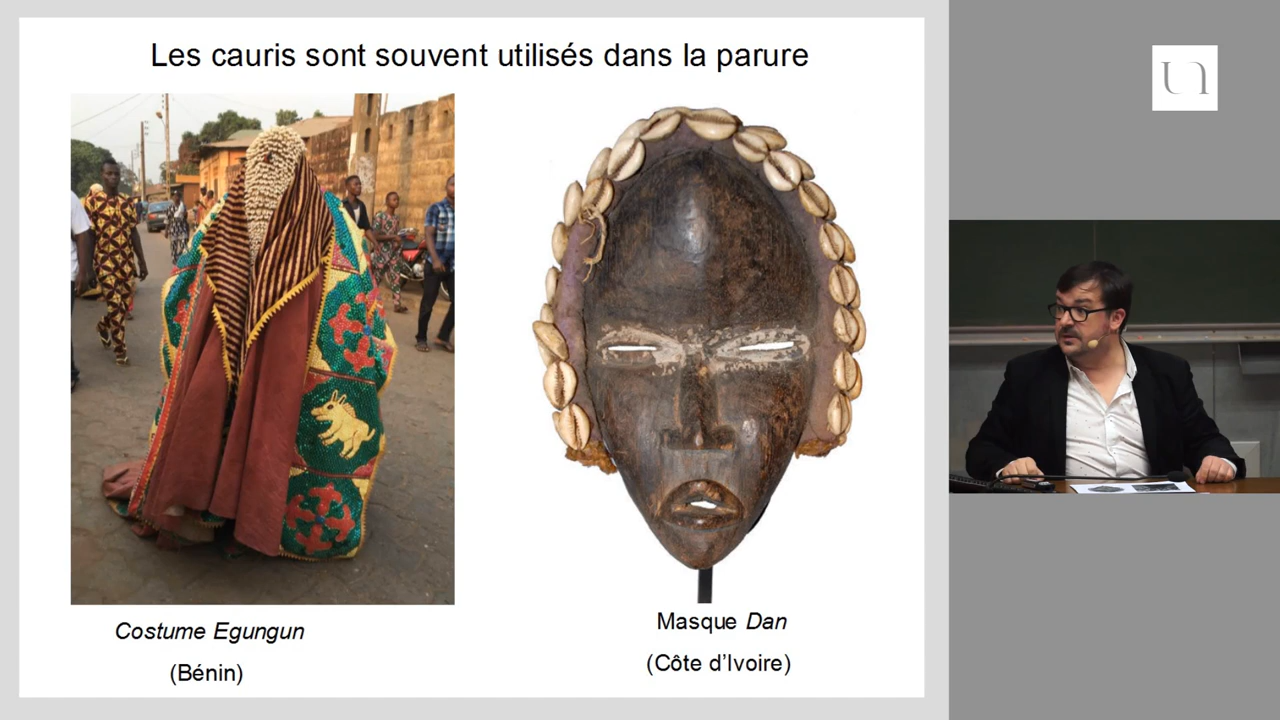 Les cauris sont souvent utilisés dans la parure
Costume Egungun
(Bénin)
Masque Dan
(Côte d'Ivoire)